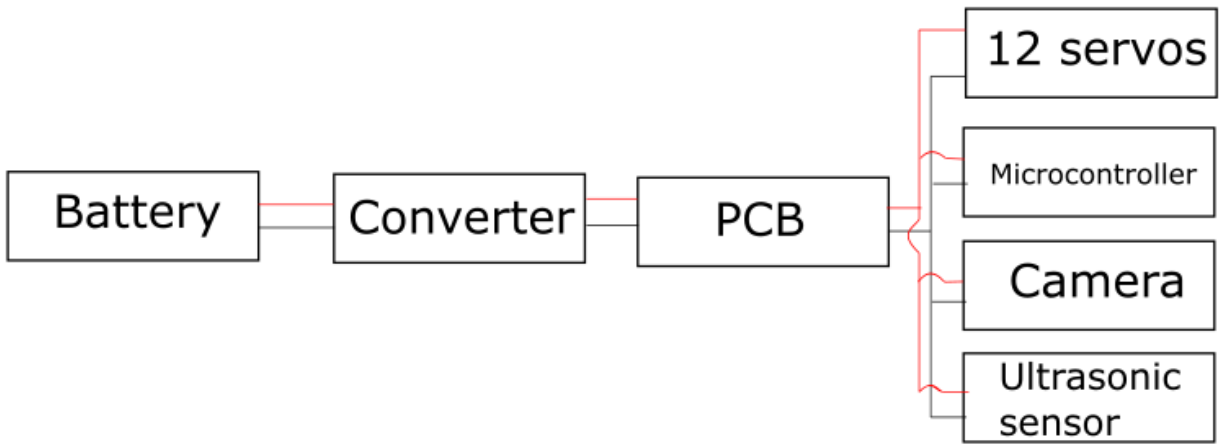 12 servos
Microcontroller
Battery
Converter
PCB
Camera
Ultrasonic
sensor